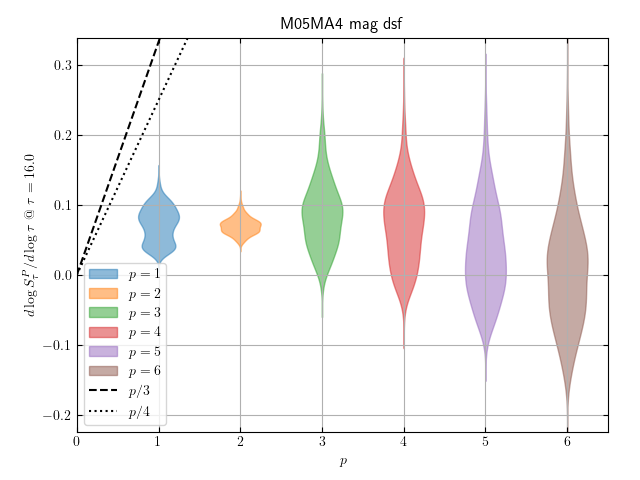 M05MA4 mag dsf
d log S_τ^P / d log τ @ τ = 16.0
0.3
0.2
0.1
0.0
−0.1
−0.2
p = 1
p = 2
p = 3
p = 4
p = 5
p = 6
p/3
p/4
0 1 2 3 4 5 6
p